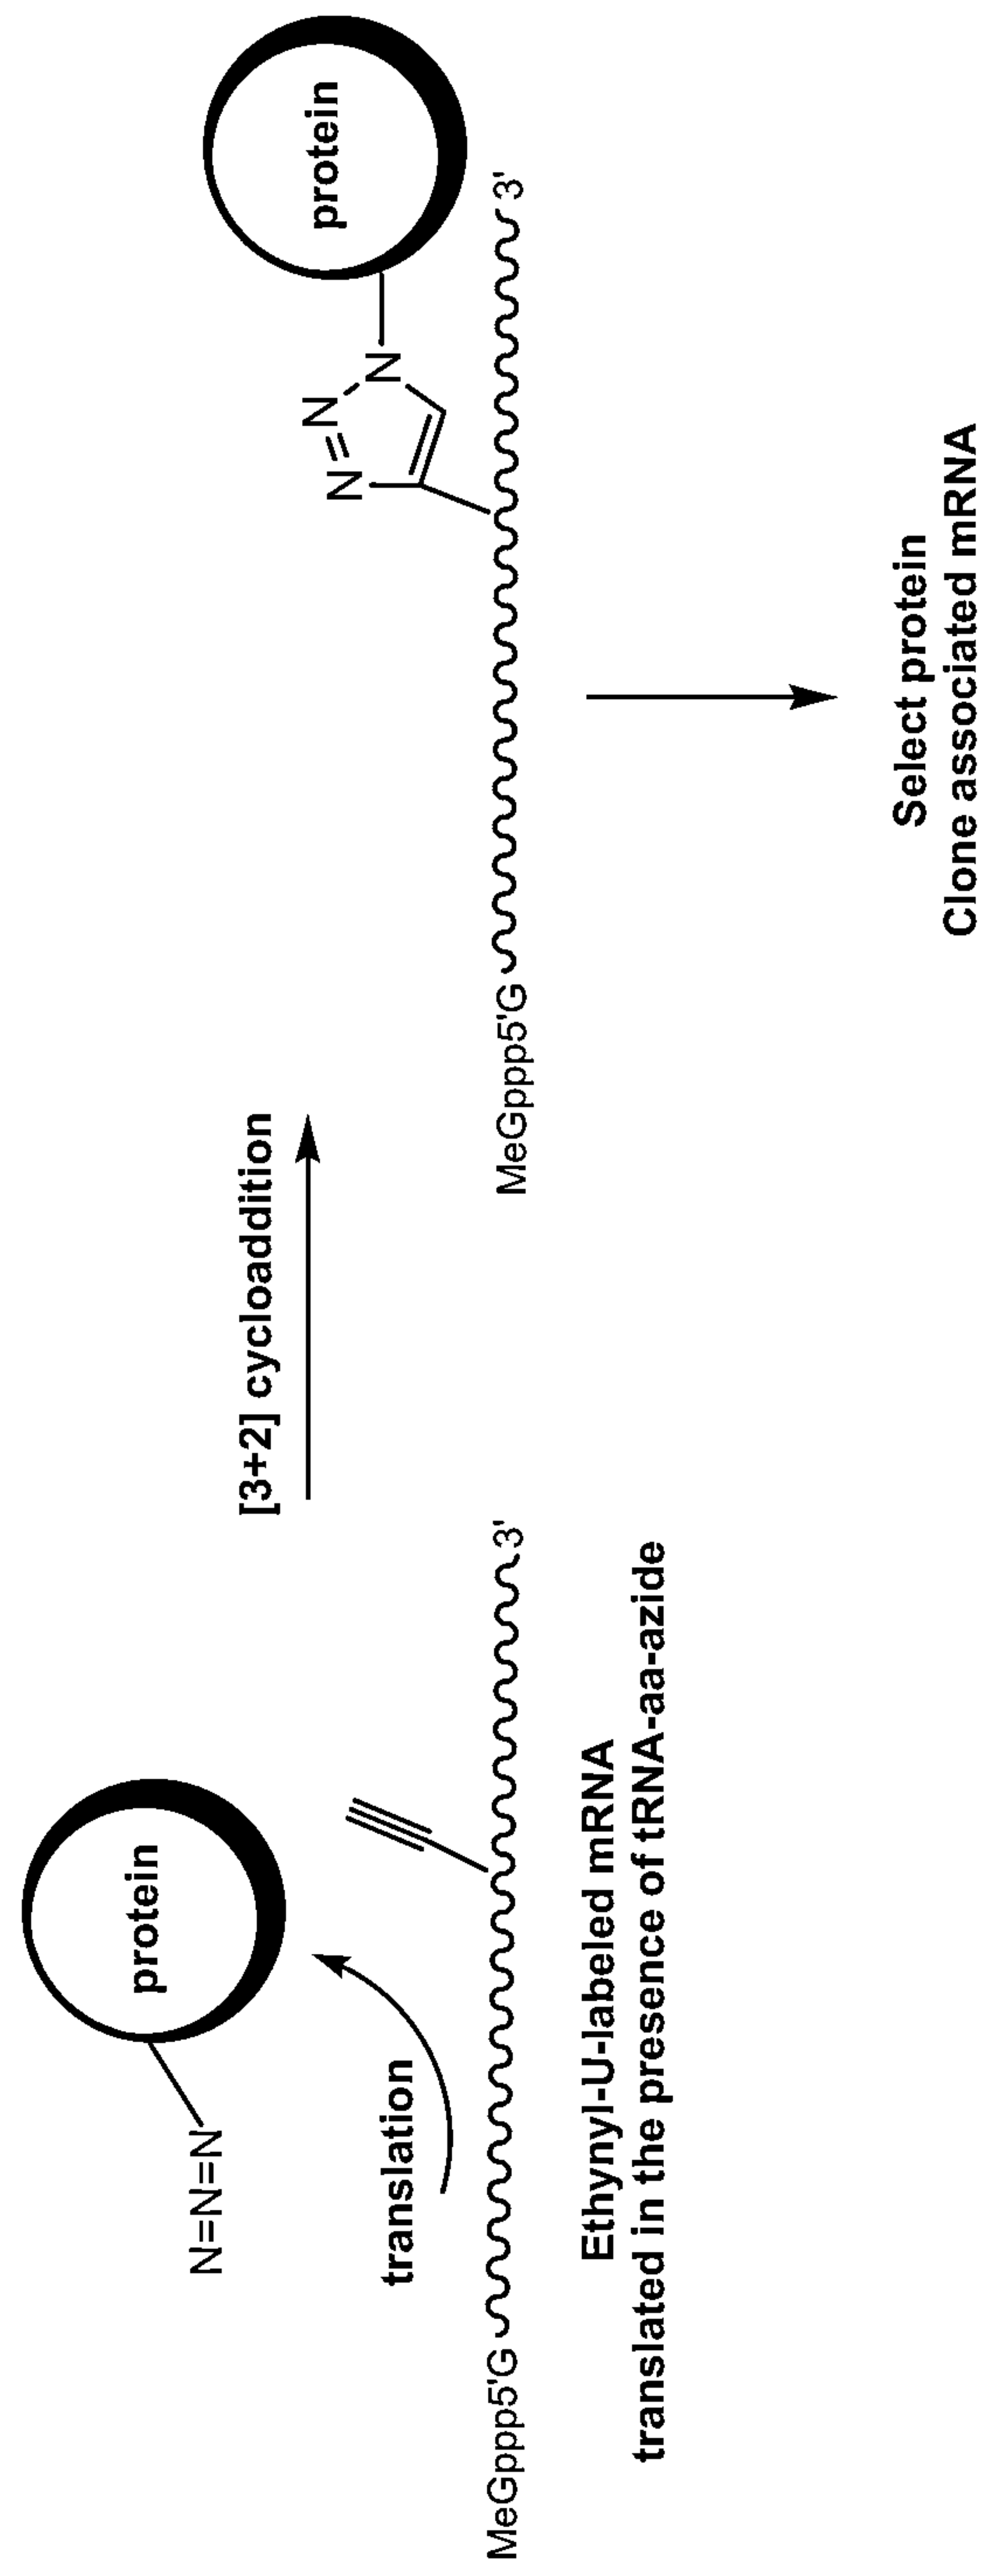 protein
N=N=N
translation
MeGppp5'G
3'
Ethynyl-U-labeled mRNA
translated in the presence of tRNA-aa-azide
[3+2] cycloaddition
protein
N=N
N
MeGppp5'G
3'
Select protein
Clone associated mRNA